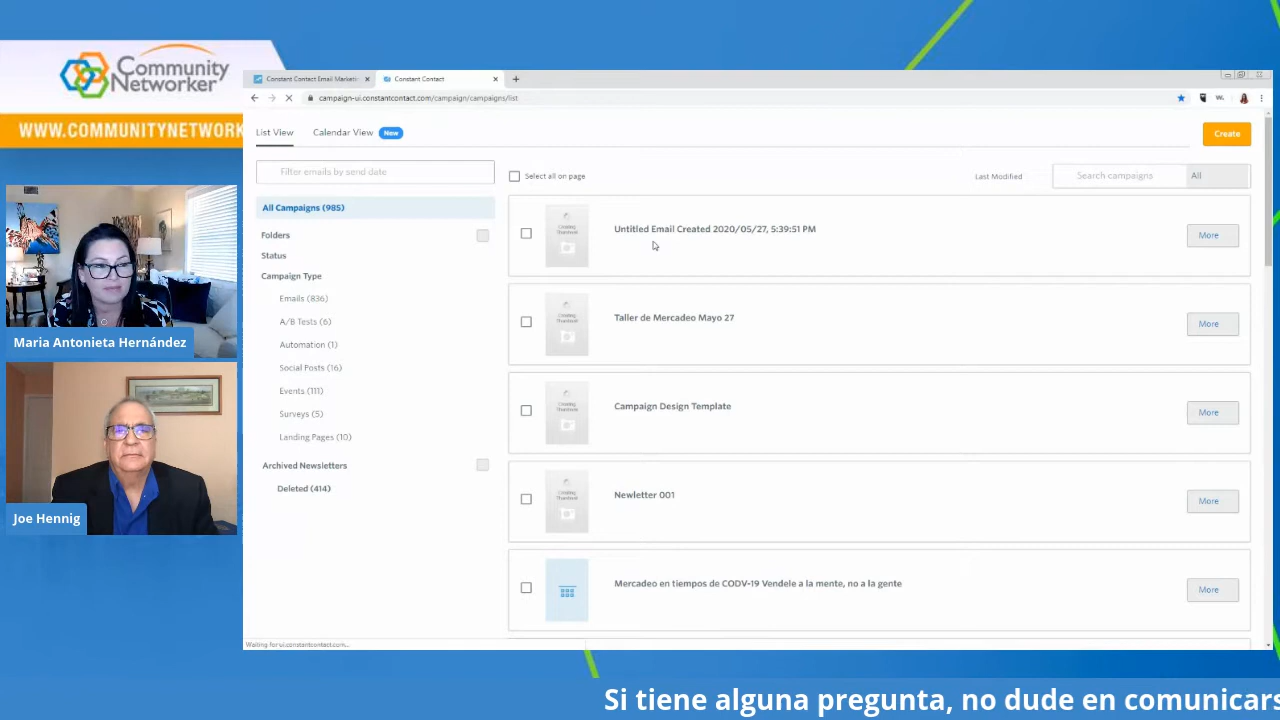 Community
Networker
WWW.COMMUNITYNETWORK
Maria Antonieta Hernández
Joe Hennig
Constant Contact Email Marketi
Constant Contact
campaign-ui.constantcontact.com/campaign/campaigns/list
List View
Calendar View
New
Create
Filter emails by send date
Select all on page
Last Modified
Search campaigns
All
All Campaigns (985)
Folders
Status
Campaign Type
Emails (836)
A/B Tests (6)
Automation (1)
Social Posts (16)
Events (111)
Surveys (5)
Landing Pages (10)
Archived Newsletters
Deleted (414)
Untitled Email Created 2020/05/27, 5:39:51 PM
More
Taller de Mercadeo Mayo 27
More
Campaign Design Template
More
Newletter 001
More
Mercadeo en tiempos de CODV-19 Vendele a la mente, no a la gente
More
Waiting for ui.constantcontact.com...
Si tiene alguna pregunta, no dude en comunicars